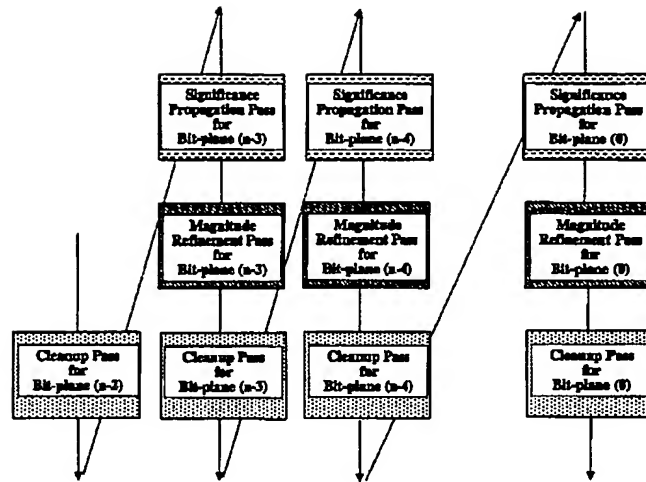 Significance
Propagation Pass
for
Bit-plane (n-3)
Significance
Propagation Pass
for
Bit-plane (n-4)
Significance
Propagation Pass
for
Bit-plane (0)
Magnitude
Refinement Pass
for
Bit-plane (n-3)
Magnitude
Refinement Pass
for
Bit-plane (n-4)
Magnitude
Refinement Pass
for
Bit-plane (0)
Cleanup Pass
for
Bit-plane (n-2)
Cleanup Pass
for
Bit-plane (n-3)
Cleanup Pass
for
Bit-plane (n-4)
Cleanup Pass
for
Bit-plane (0)